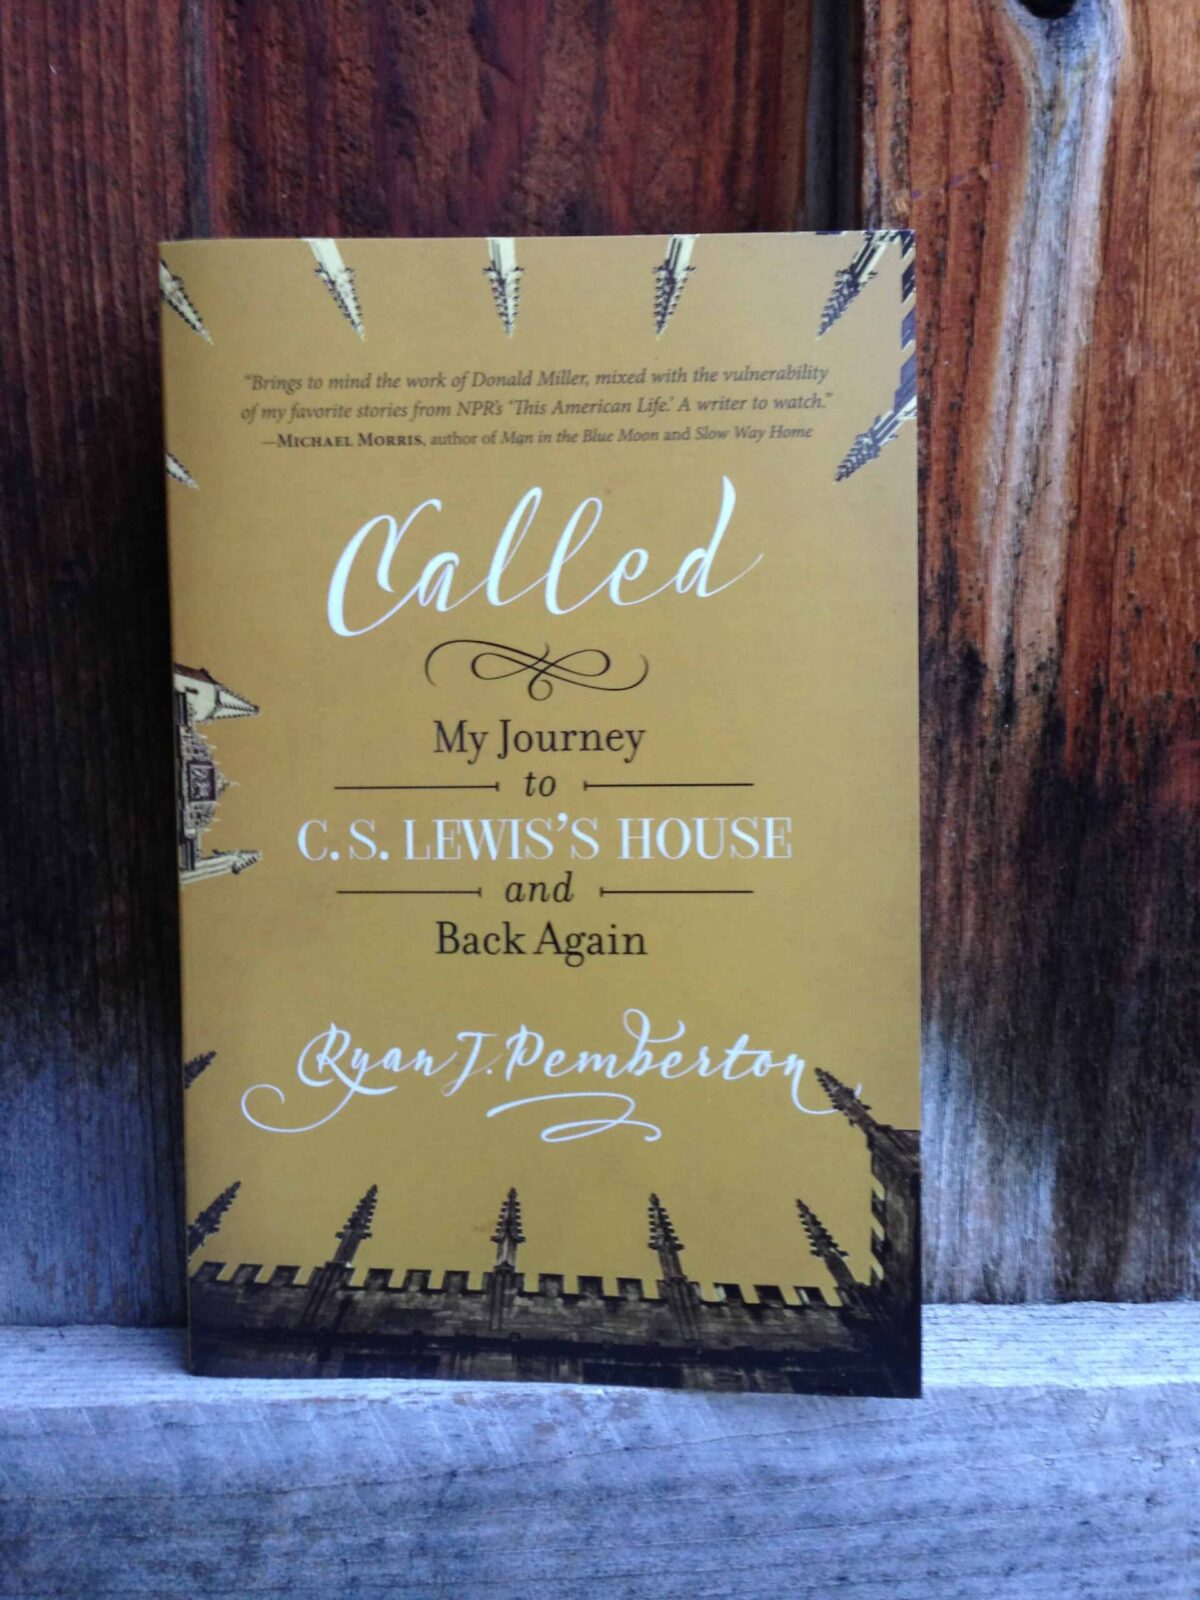 “Brings to mind the work of Donald Miller, mixed with the vulnerability
of my favorite stories from NPR’s ‘This American Life.’ A writer to watch.”
—MICHAEL MORRIS, author of Man in the Blue Moon and Slow Way Home
Called
My Journey
to
C. S. LEWIS’S HOUSE
and
Back Again
Ryan J. Pemberton